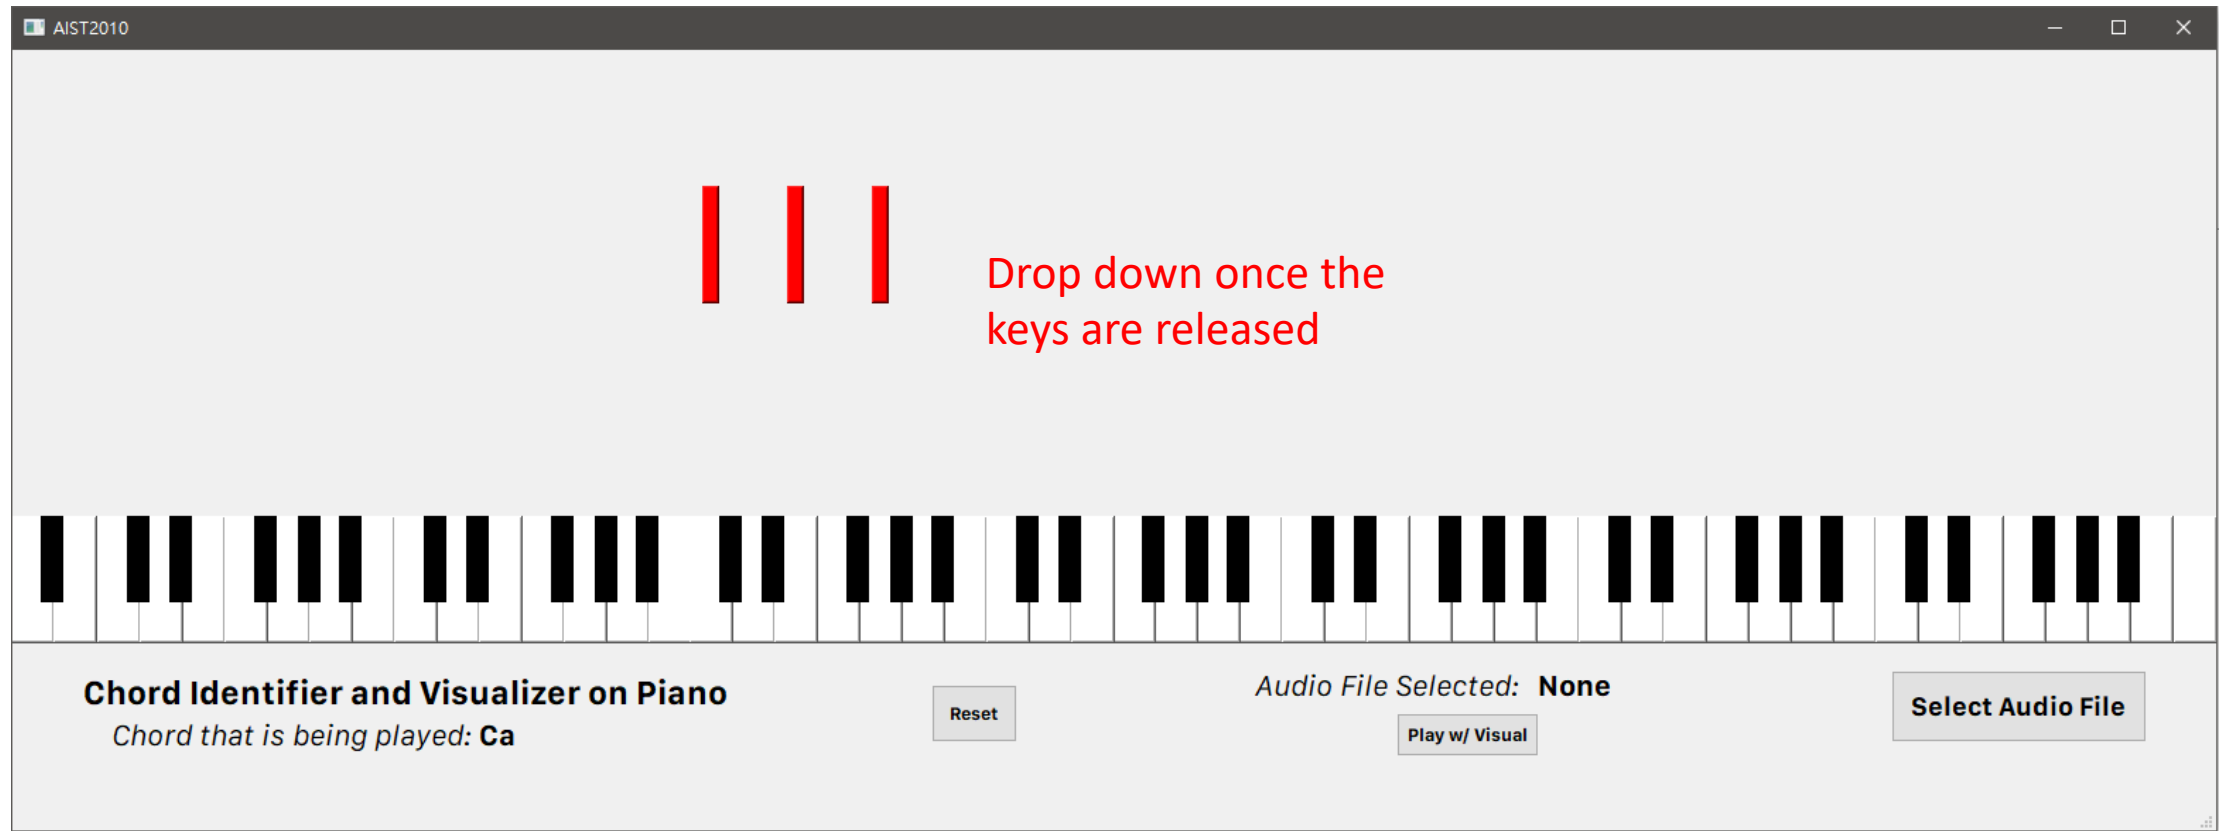 AIST2010
Drop down once the
keys are released
Chord Identifier and Visualizer on Piano
Chord that is being played: Ca
Reset
Audio File Selected: None
Play w/ Visual
Select Audio File